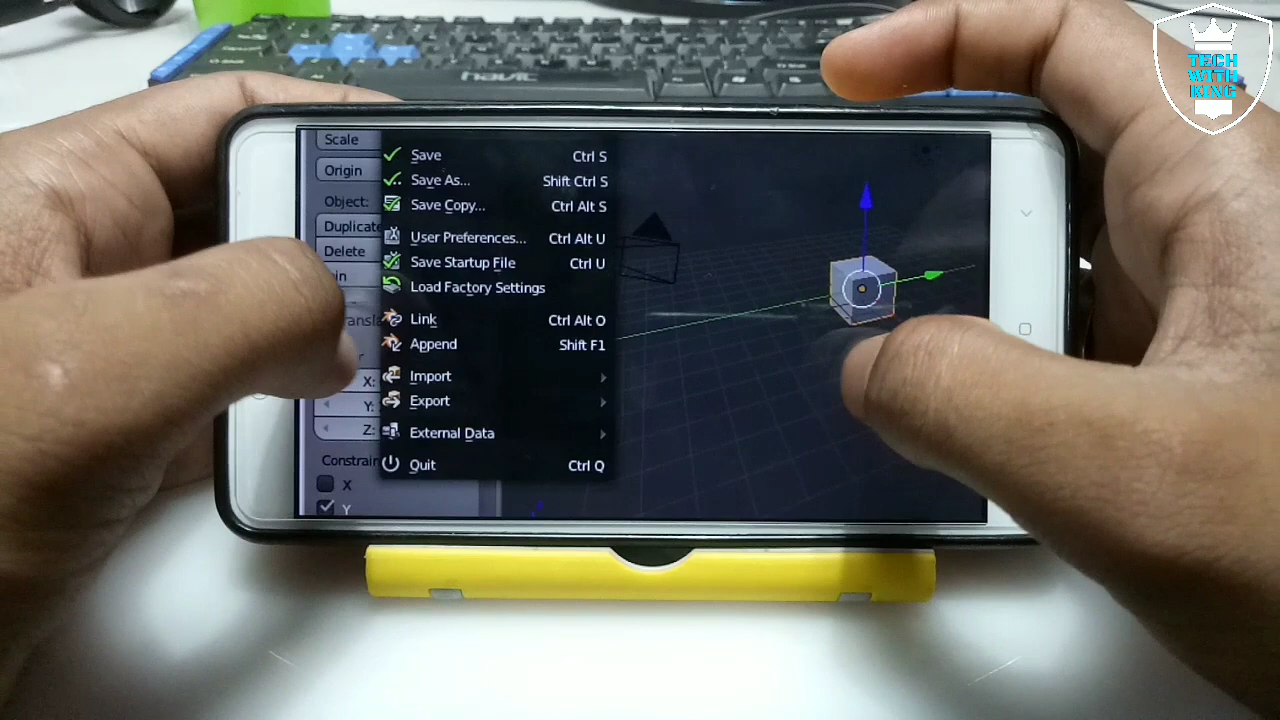 TECH
WITH
KING
havit
Scale
Origin
Object:
Duplicate
Delete
X:
Y:
Z:
X
Y
Save Ctrl S
Save As... Shift Ctrl S
Save Copy... Ctrl Alt S
User Preferences... Ctrl Alt U
Save Startup File Ctrl U
Load Factory Settings
Link Ctrl Alt O
Append Shift F1
Import
Export
External Data
Quit Ctrl Q